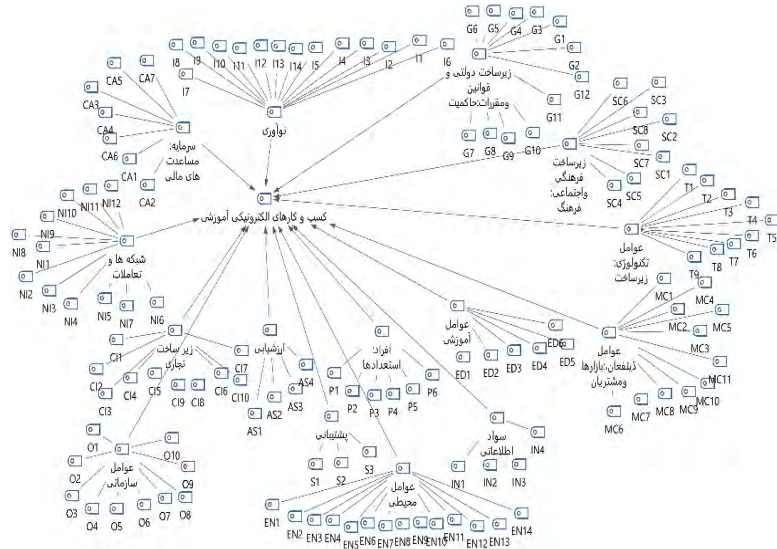 G6 G5 G4 G3
G1
G2
G12
G11
G10
G9
G8
G7
زیرساخت دولتی و
قوانین
ومقررات:حاکمیت
I8 I9 I10 I11 I12 I13 I14 I5 I4 I3 I2 I1 I6
I7
نوآوری
CA7
CA5
CA3
CA4
CA6
CA1
CA2
سرمایه:
مساعدت
های مالی
SC6 SC3
SC8 SC2
SC7 SC1
SC5
SC4
زیرساخت
فرهنگی
واجتماعی:
فرهنگ
T1
T2
T3
T4
T5
T6
T7
T8
T9
عوامل
تکنولوژی:
زیرساخت
کسب و کارهای الکترونیکی آموزشی
NI12
NI11
NI10
NI9
NI8
NI1
NI2
NI3
NI4
NI5
NI7
NI6
شبکه ها و
تعاملات
MC1 MC4
MC2 MC5
MC3
MC11
MC10
MC9
MC8
MC7
MC6
عوامل
ذینفعان،:بازارها
ومشتریان
CI1
CI2
CI3
CI4
CI5
CI9 CI8
CI6
CI10
CI7
زیر ساخت
تجاری
ارزشیابی
AS4
AS3
AS2
AS1
افراد:
استعدادها
P1
P2
P3
P4
P5
P6
عوامل
آموزشی
ED1 ED2 ED3 ED4 ED5 ED6
پشتیبانی
S1 S2 S3
سواد
اطلاعاتی
IN1 IN2 IN3 IN4
O1
O2
O3
O4
O5
O6
O7
O8
O9
O10
عوامل
سازمانی
عوامل
محیطی
EN1 EN2 EN3 EN4 EN5 EN6 EN7 EN8 EN9 EN10 EN11 EN12 EN13 EN14